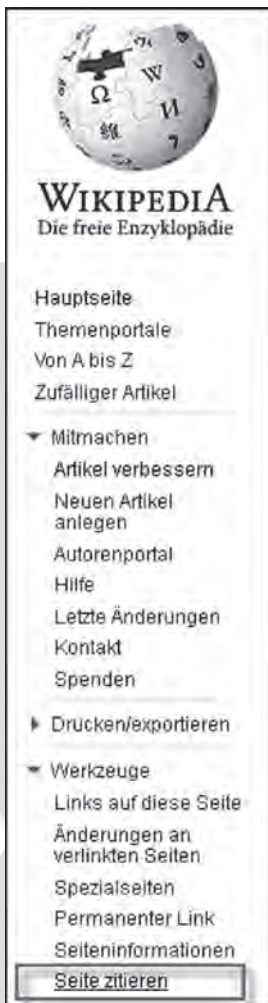 Ω W И 維 7
WIKIPEDIA
Die freie Enzyklopädie
Hauptseite
Themenportale
Von A bis Z
Zufälliger Artikel
Mitmachen
Artikel verbessern
Neuen Artikel
anlegen
Autorenportal
Hilfe
Letzte Änderungen
Kontakt
Spenden
Drucken/exportieren
Werkzeuge
Links auf diese Seite
Änderungen an
verlinkten Seiten
Spezialseiten
Permanenter Link
Seiteninformationen
Seite zitieren